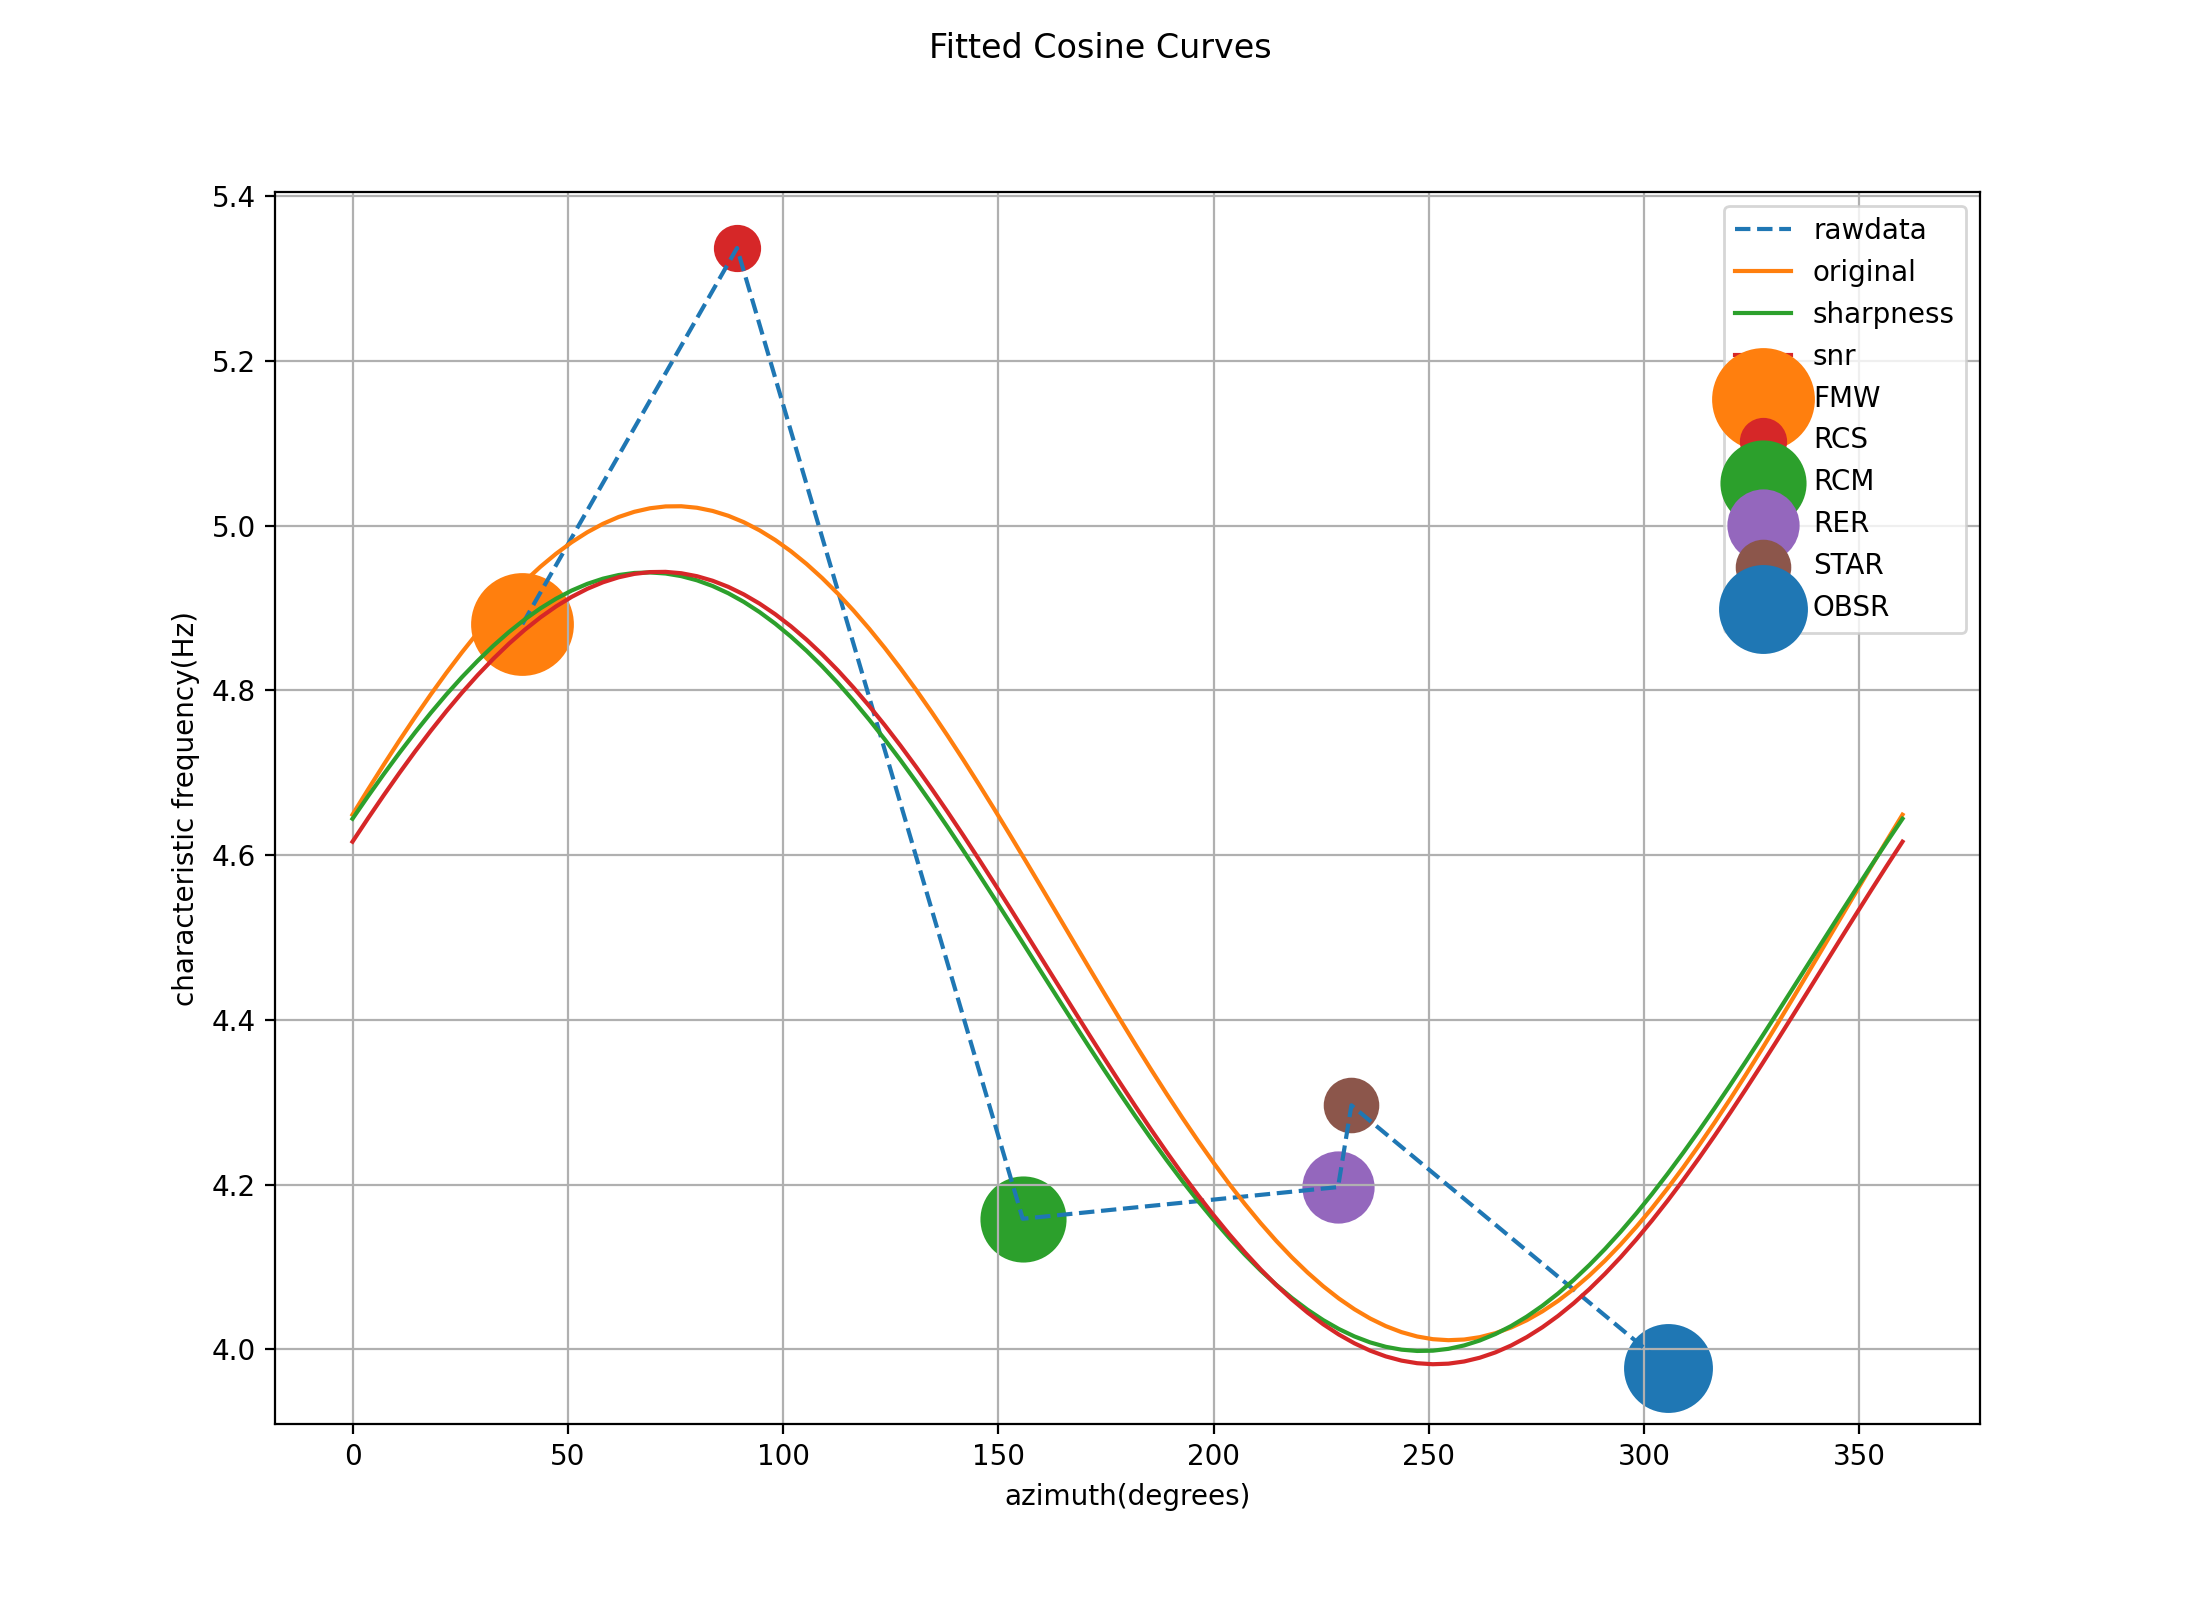 Fitted Cosine Curves
5.4
5.2
5.0
4.8
4.6
4.4
4.2
4.0
characteristic frequency(Hz)
rawdata
original
sharpness
snr
FMW
RCS
RCM
RER
STAR
OBSR
0 50 100 150 200 250 300 350
azimuth(degrees)